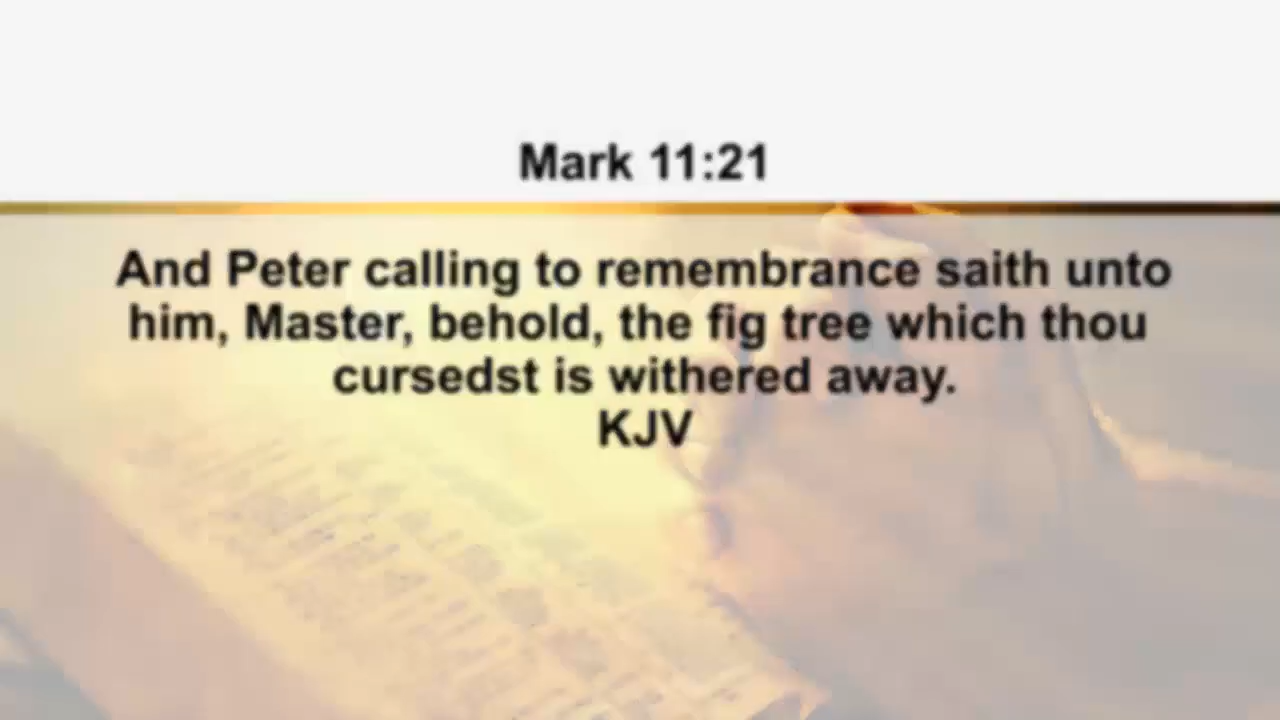 Mark 11:21
And Peter calling to remembrance saith unto
him, Master, behold, the fig tree which thou
cursedst is withered away.
KJV